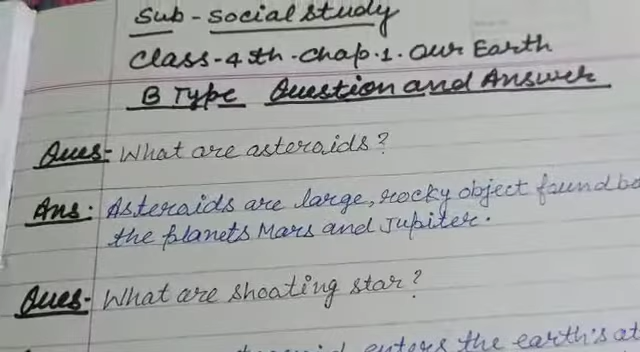 Sub - Social Study
Class - 4th - Chap. 1. Our Earth
B Type Question and Answer
Ques:- What are asteroids?
Ans:- Asteroids are large, rocky object found
the planets Mars and Jupiter.
Ques- What are shoating star?
enters the earth's